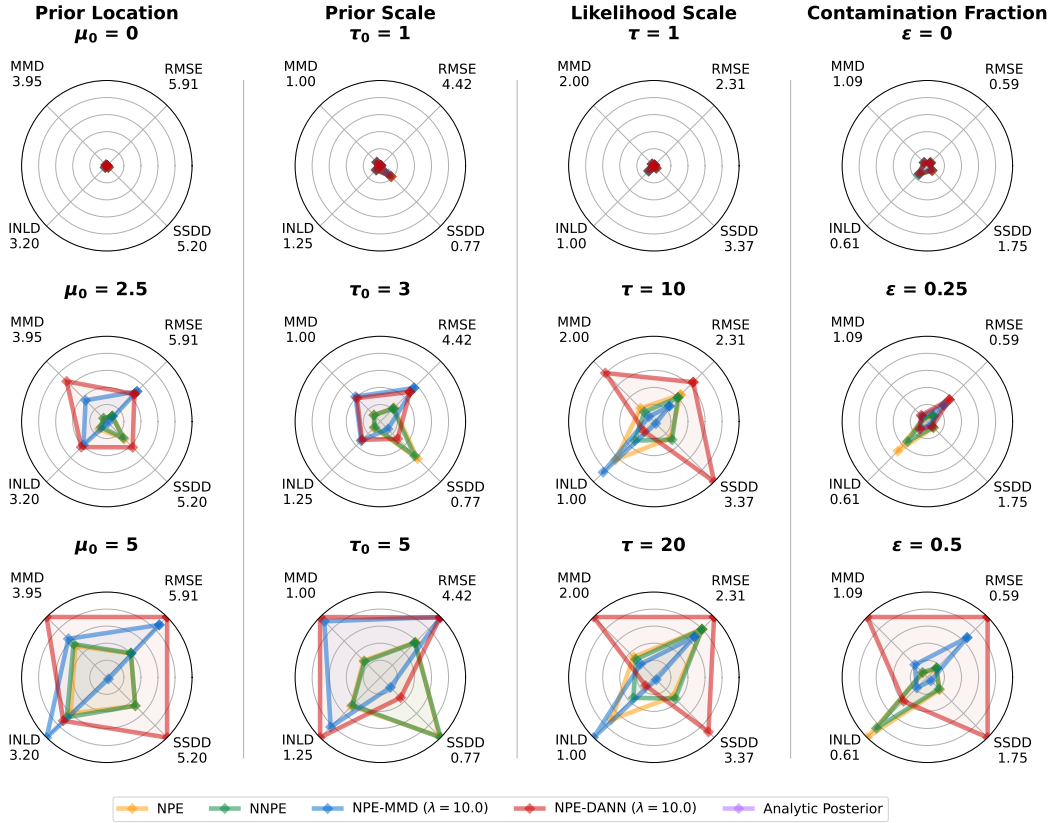 Prior Location Prior Scale Likelihood Scale Contamination Fraction
μ₀ = 0 τ₀ = 1 τ = 1 ε = 0
MMD 3.95 RMSE 5.91 MMD 1.00 RMSE 4.42 MMD 2.00 RMSE 2.31 MMD 1.09 RMSE 0.59
INLD 3.20 SSDD 5.20 INLD 1.25 SSDD 0.77 INLD 1.00 SSDD 3.37 INLD 0.61 SSDD 1.75
μ₀ = 2.5 τ₀ = 3 τ = 10 ε = 0.25
MMD 3.95 RMSE 5.91 MMD 1.00 RMSE 4.42 MMD 2.00 RMSE 2.31 MMD 1.09 RMSE 0.59
INLD 3.20 SSDD 5.20 INLD 1.25 SSDD 0.77 INLD 1.00 SSDD 3.37 INLD 0.61 SSDD 1.75
μ₀ = 5 τ₀ = 5 τ = 20 ε = 0.5
MMD 3.95 RMSE 5.91 MMD 1.00 RMSE 4.42 MMD 2.00 RMSE 2.31 MMD 1.09 RMSE 0.59
INLD 3.20 SSDD 5.20 INLD 1.25 SSDD 0.77 INLD 1.00 SSDD 3.37 INLD 0.61 SSDD 1.75
NPE NNPE NPE-MMD (λ = 10.0) NPE-DANN (λ = 10.0) Analytic Posterior